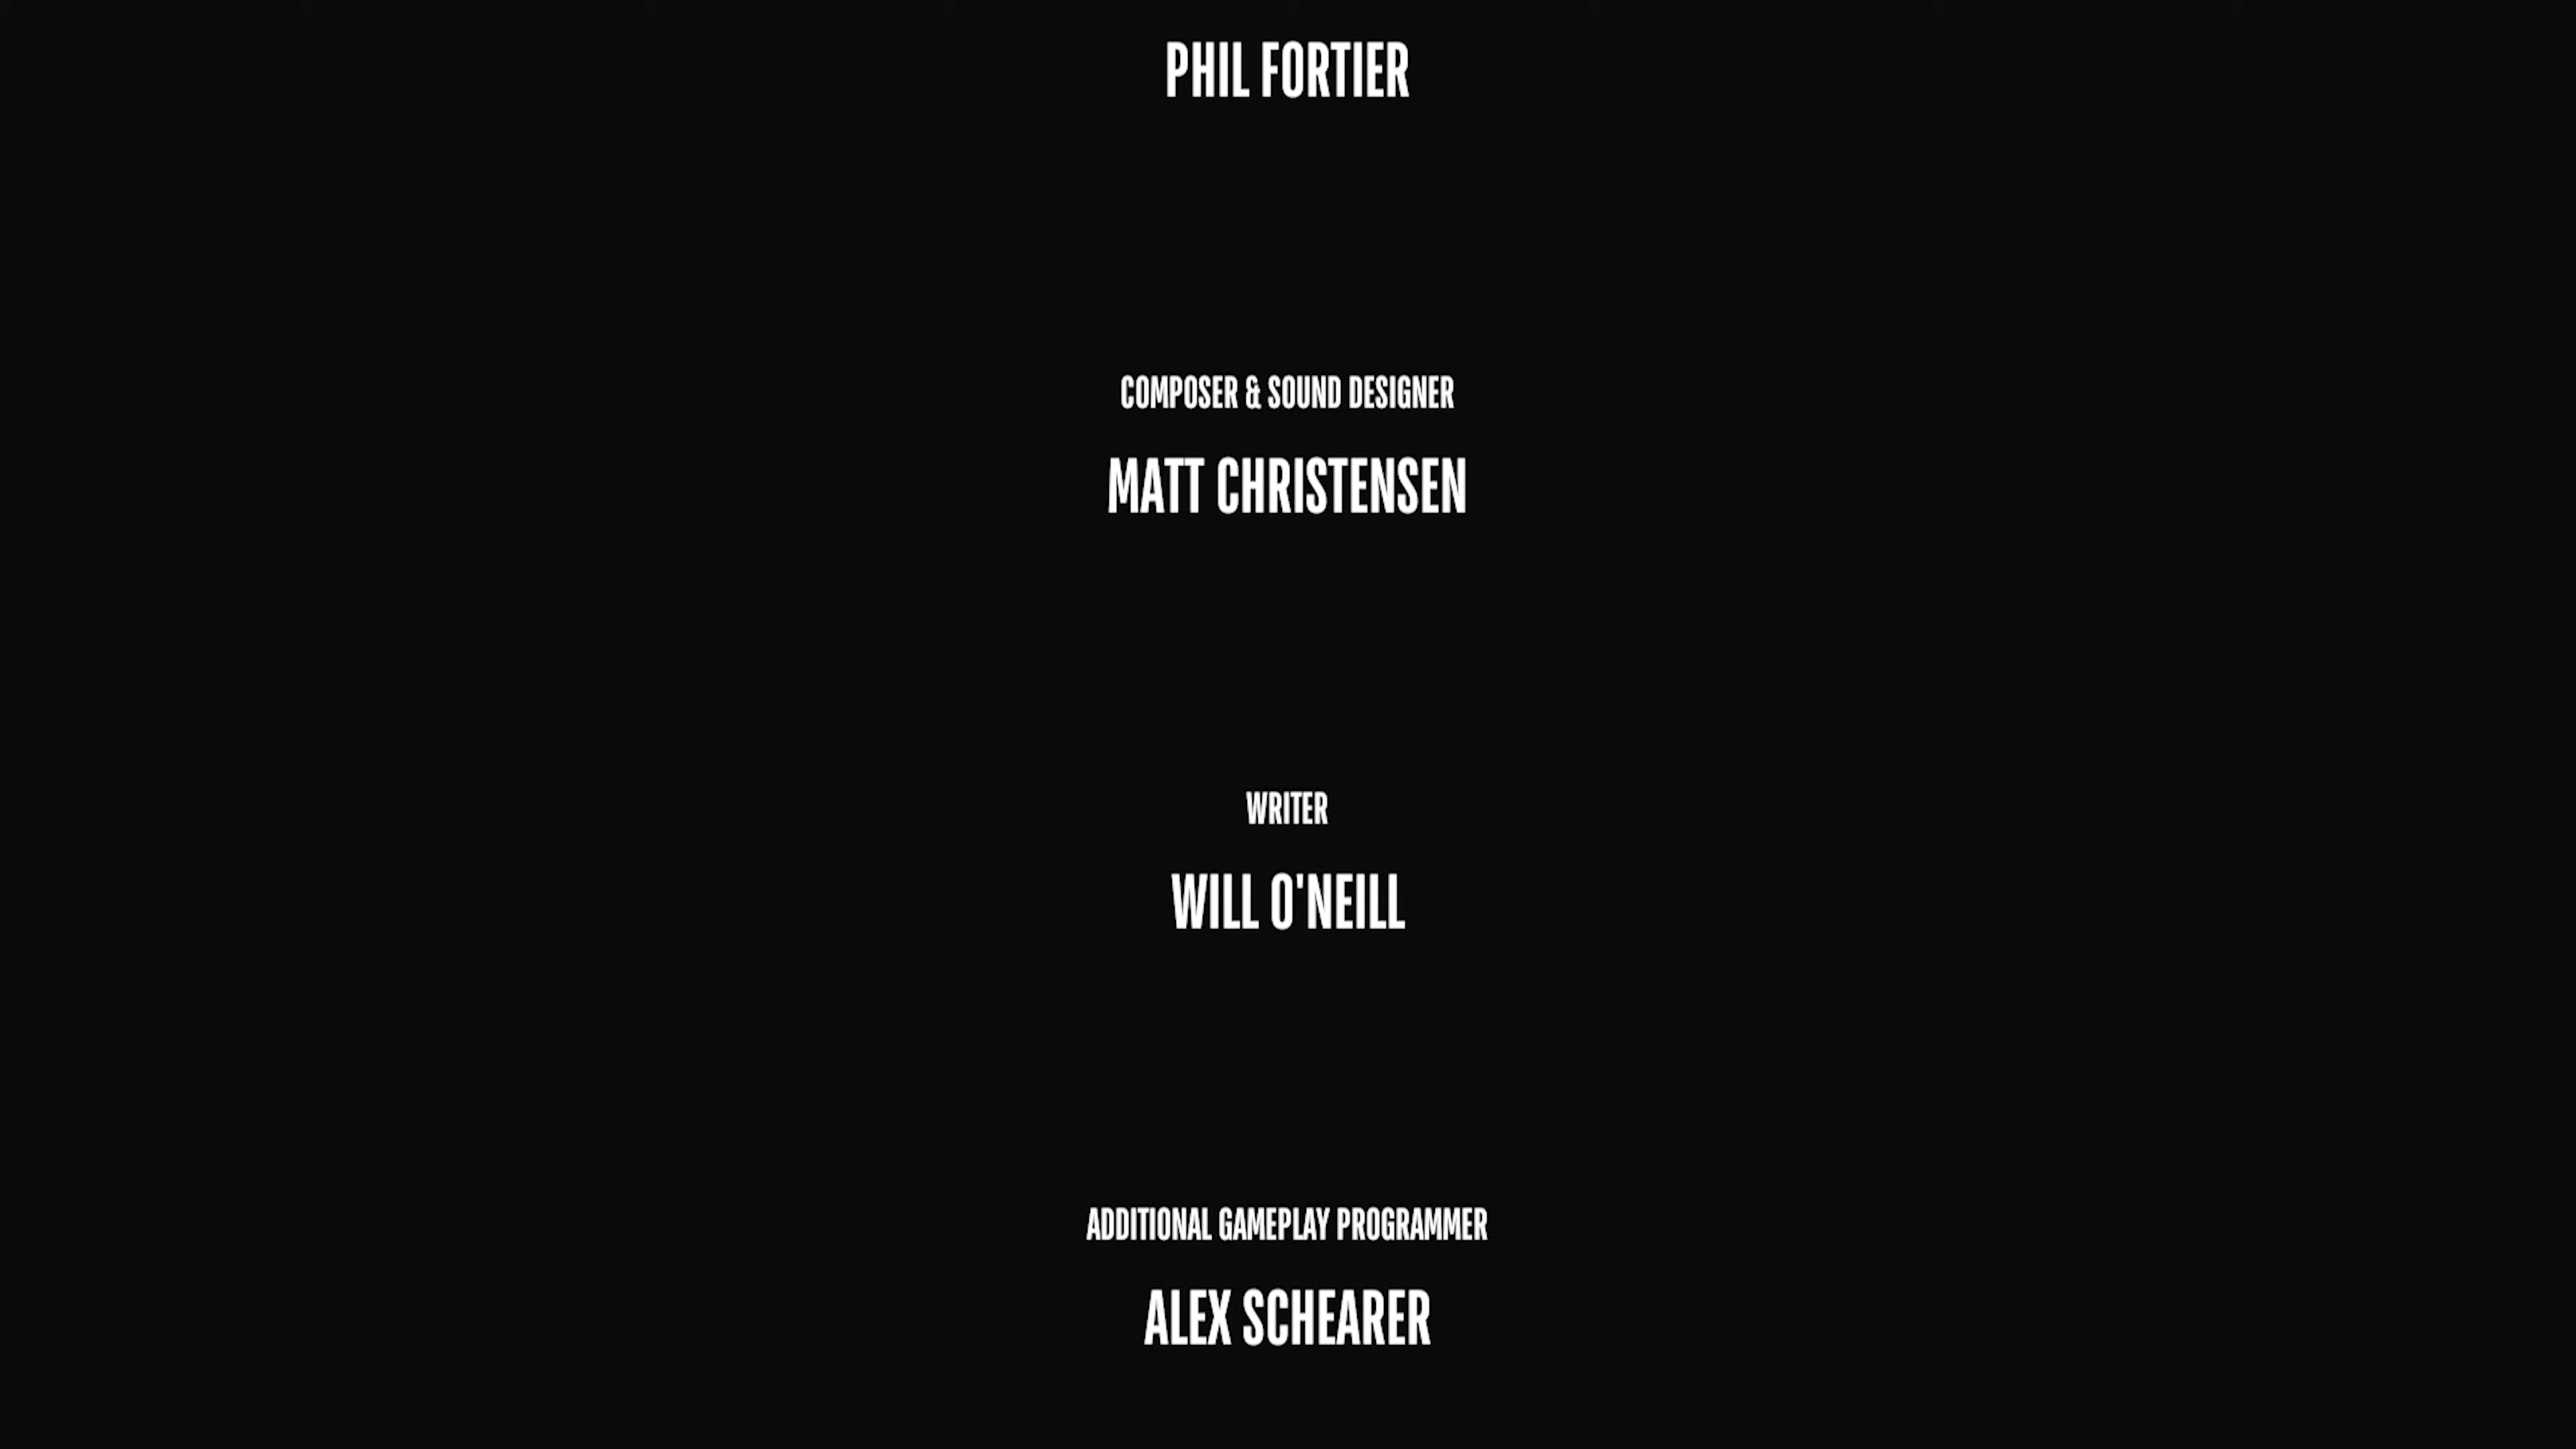 PHIL FORTIER
COMPOSER & SOUND DESIGNER
MATT CHRISTENSEN
WRITER
WILL O'NEILL
ADDITIONAL GAMEPLAY PROGRAMMER
ALEX SCHEARER